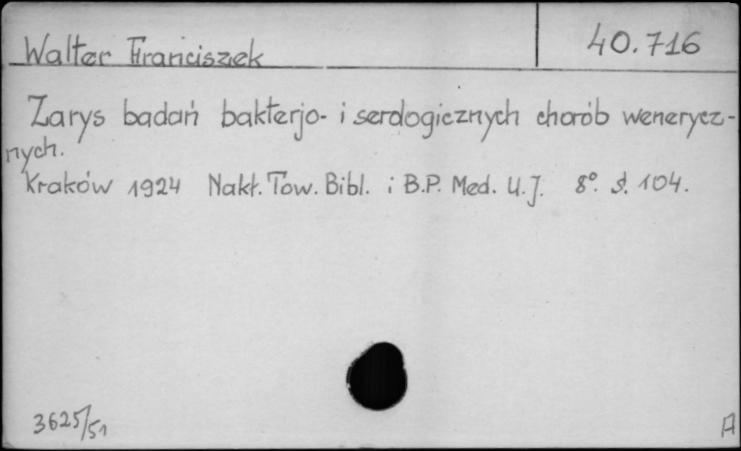 Walter Franciszek
40.716
Zarys badań bakterjo- i serologicznych chorób wenerycz-
nych.
Kraków 1924 Nakł. Tow. Bibl. i B.P. Med. U.J. 8°. s. 104.
3625/51
A